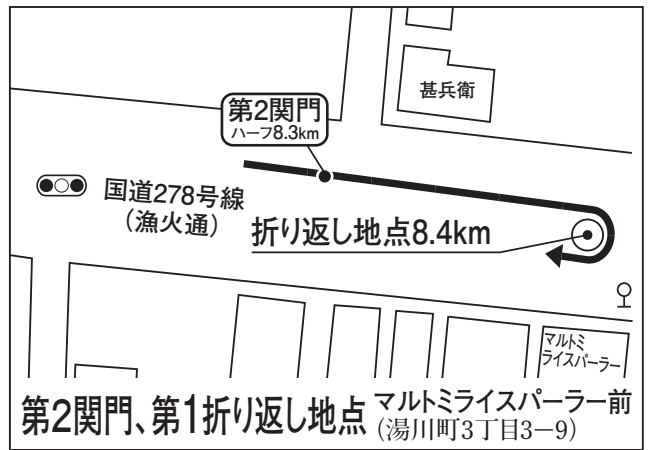 甚兵衛
第2関門
ハーフ8.3km
国道278号線
(漁火通)
折り返し地点8.4km
マルトミ
ライスパーラー
第2関門、第1折り返し地点 マルトミライスパーラー前
(湯川町3丁目3−9)